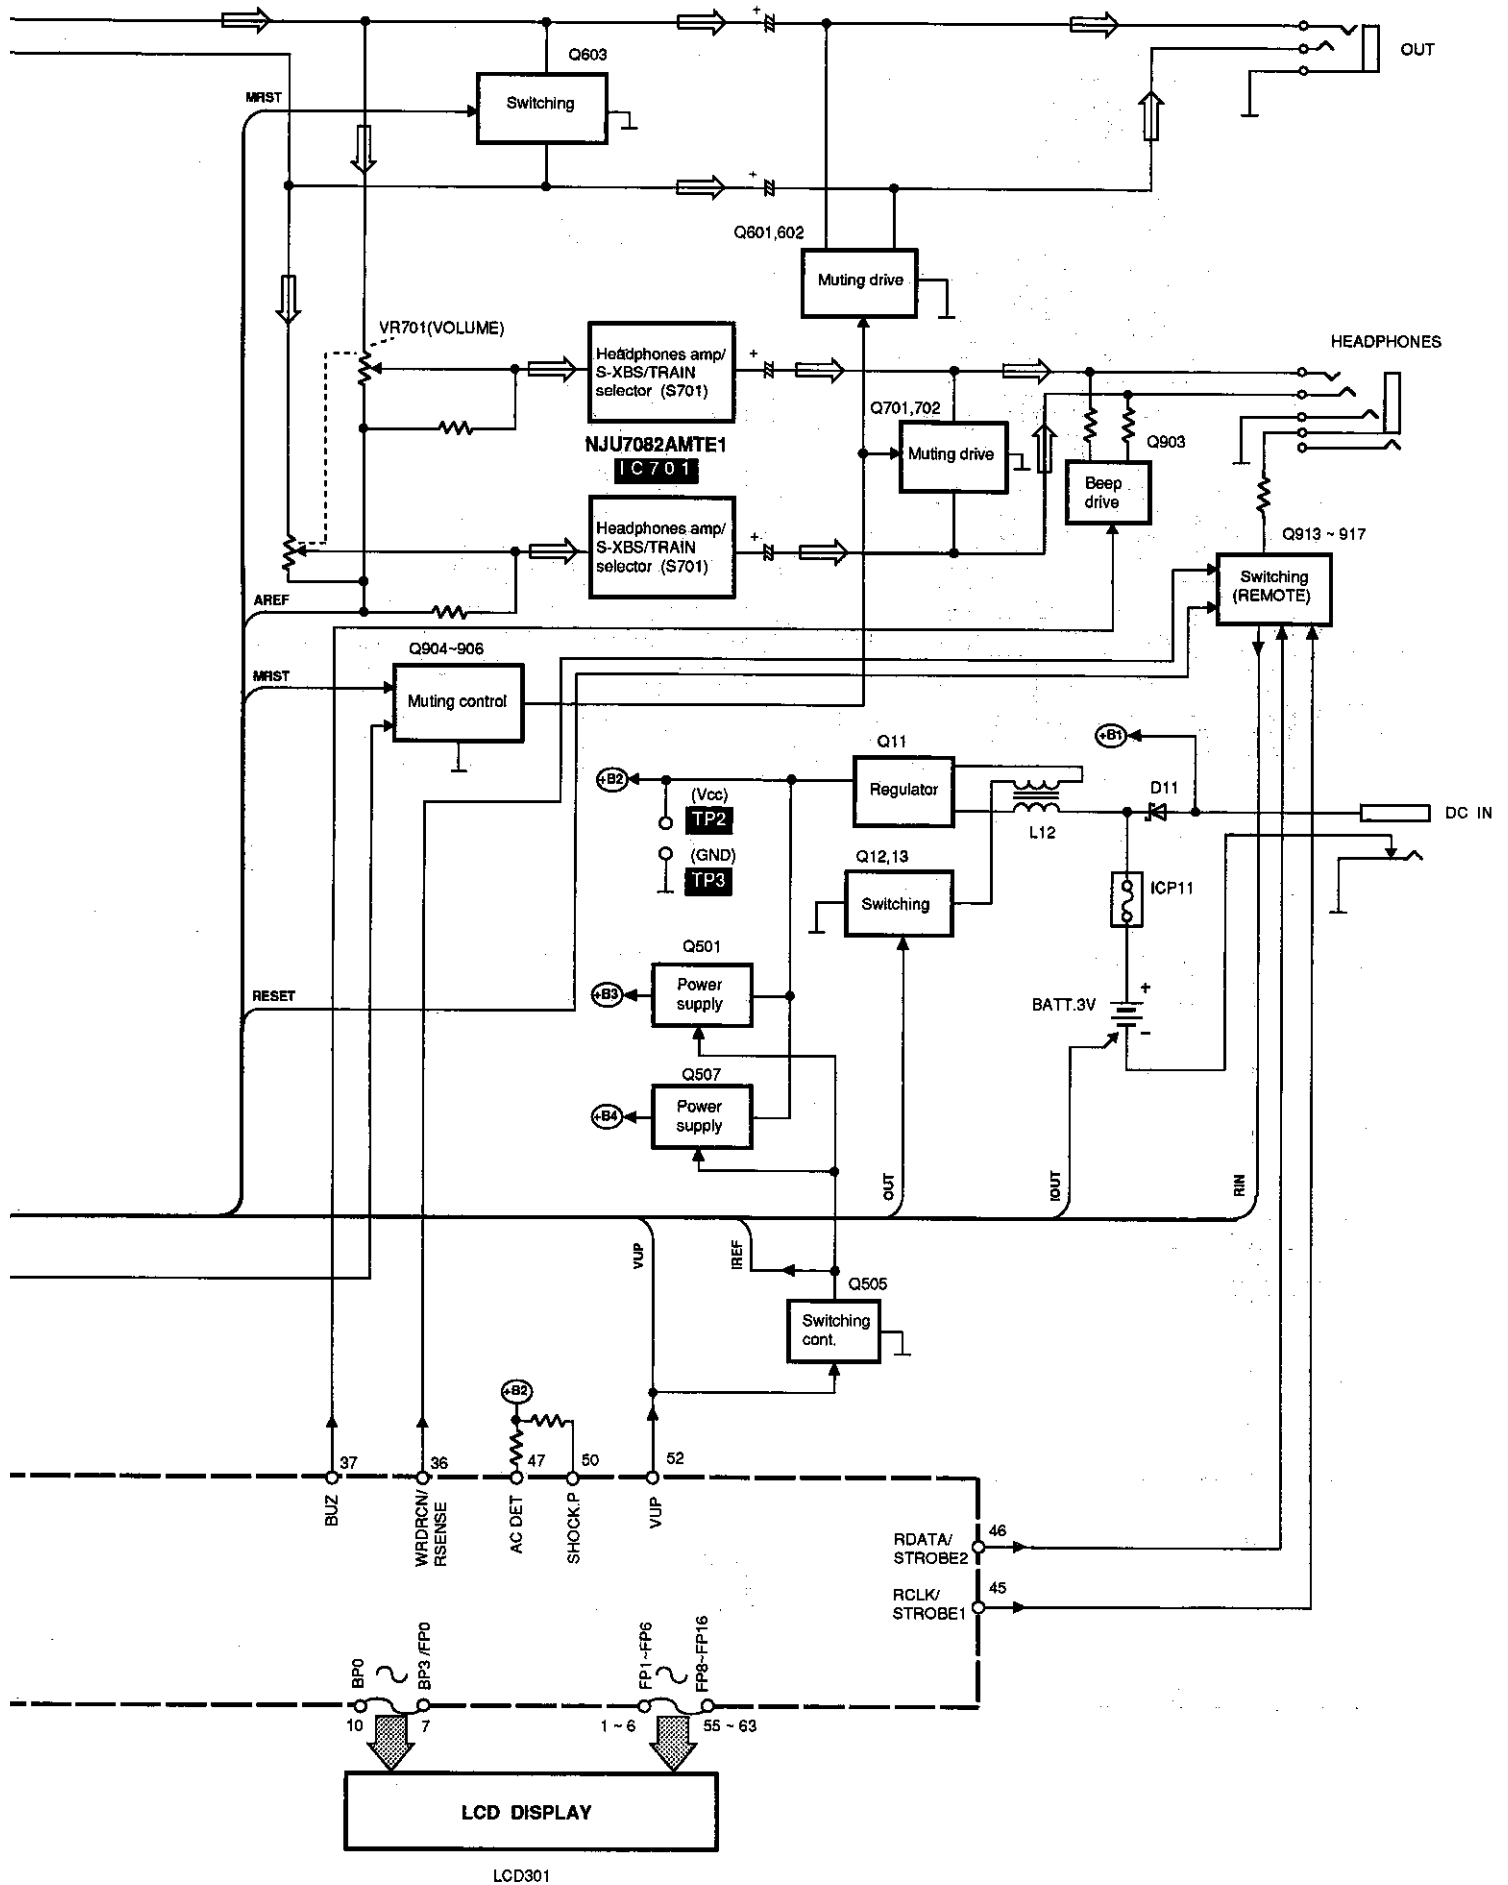 +
OUT
Q603
MRST
Switching
+
Q601,602
Muting drive
VR701(VOLUME)
HEADPHONES
Headphones amp/
S-XBS/TRAIN
selector (S701)
+
Q701,702
NJU7082AMTE1
IC701
Muting drive
Q903
Beep
drive
Headphones amp/
S-XBS/TRAIN
selector (S701)
+
Q913 ~ 917
Switching
(REMOTE)
AREF
Q904~906
MRST
Muting control
+B1
Q11
+B2
Regulator
D11
(Vcc)
TP2
L12
DC IN
(GND)
TP3
Q12,13
Switching
ICP11
Q501
Power
supply
+B3
RESET
BATT.3V
+
−
Q507
Power
supply
+B4
OUT
IOUT
RIN
VUP
IREF
Q505
Switching
cont.
+B2
37
36
47
50
52
BUZ
WRDRCN/
RSENSE
AC DET
SHOCK.P
VUP
RDATA/
STROBE2
46
RCLK/
STROBE1
45
BP0
BP3 /FP0
FP1~FP6
FP8~FP16
10
7
1 ~ 6
55 ~ 63
LCD DISPLAY
LCD301